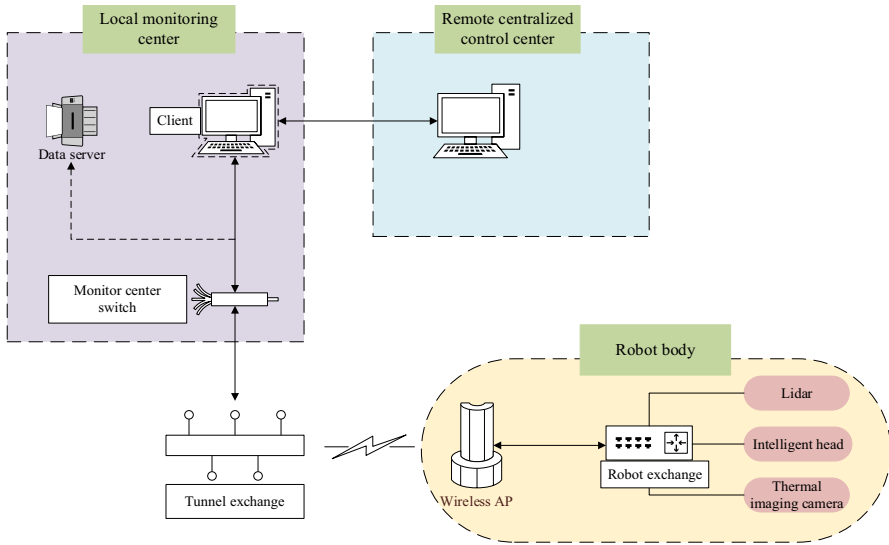 Local monitoring
center
Remote centralized
control center
Client
Data server
Monitor center
switch
Robot body
Lidar
Intelligent head
Robot exchange
Thermal
imaging camera
Wireless AP
Tunnel exchange